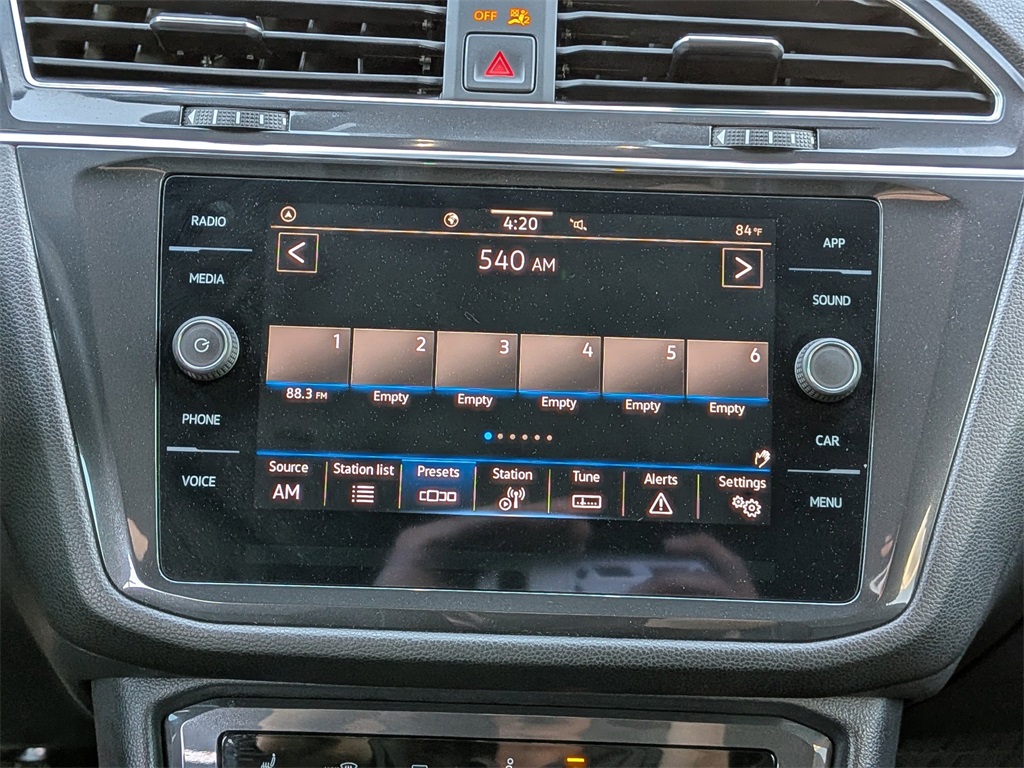 OFF 2
RADIO
MEDIA
PHONE
VOICE
4:20
84°F
540 AM
1 2 3 4 5 6
88.3 FM Empty Empty Empty Empty Empty
Source Station list Presets Station Tune Alerts Settings
AM
APP
SOUND
CAR
MENU